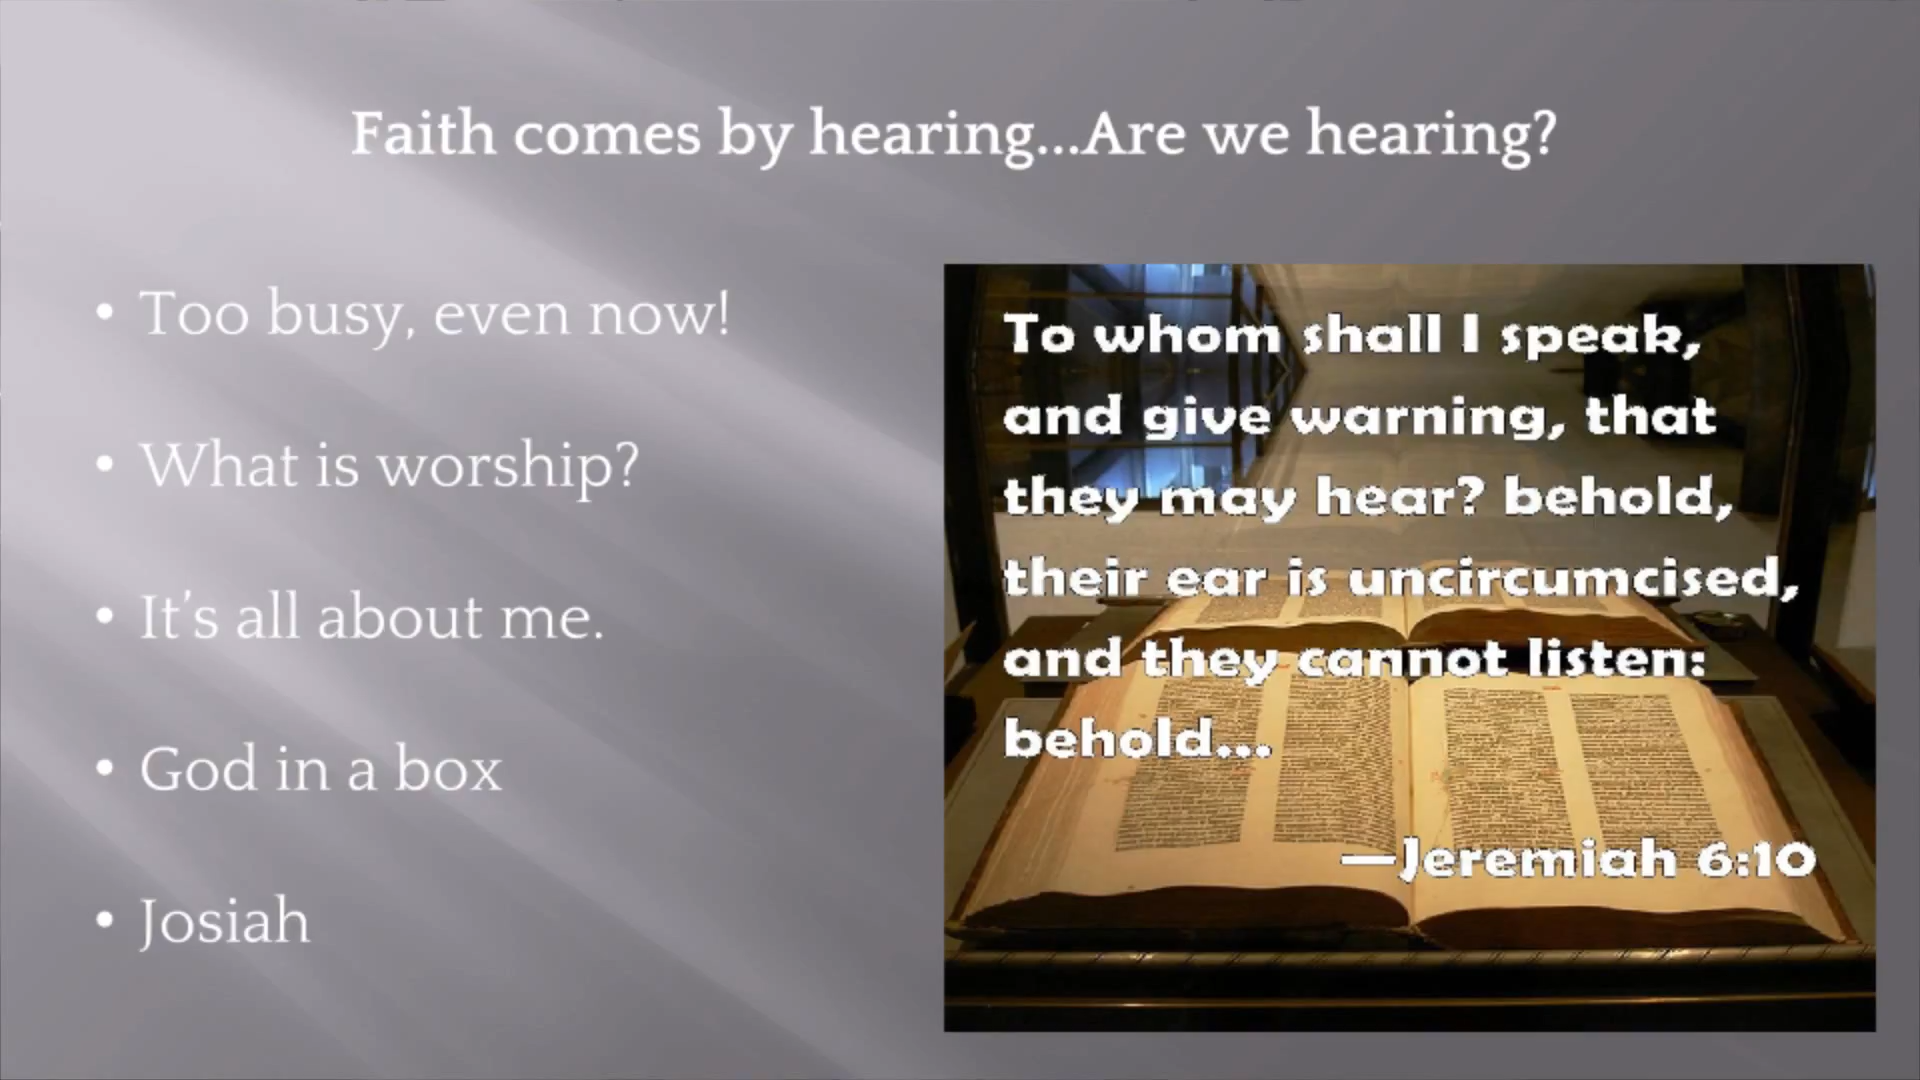 Faith comes by hearing...Are we hearing?
• Too busy, even now!
• What is worship?
• It's all about me.
• God in a box
• Josiah
To whom shall I speak,
and give warning, that
they may hear? behold,
their ear is uncircumcised,
and they cannot listen:
behold...
—Jeremiah 6:10